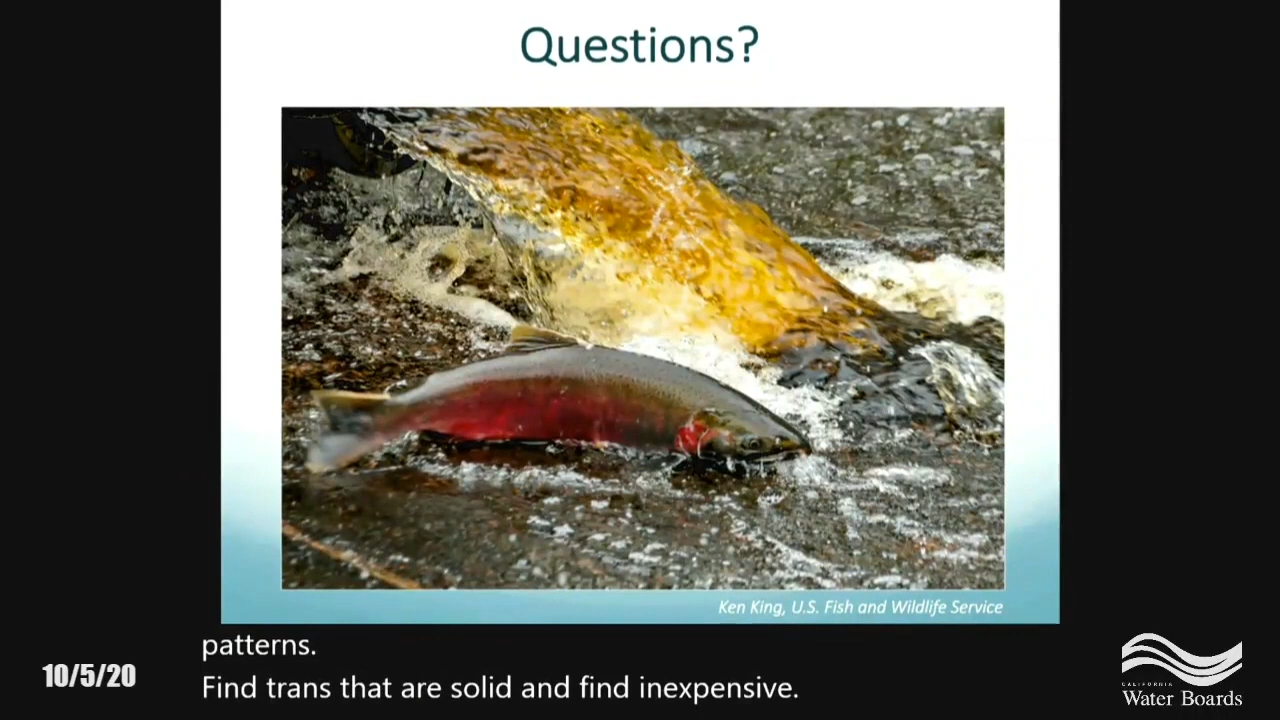 Questions?
Ken King, U.S. Fish and Wildlife Service
patterns.
Find trans that are solid and find inexpensive.
10/5/20
CALIFORNIA
Water Boards